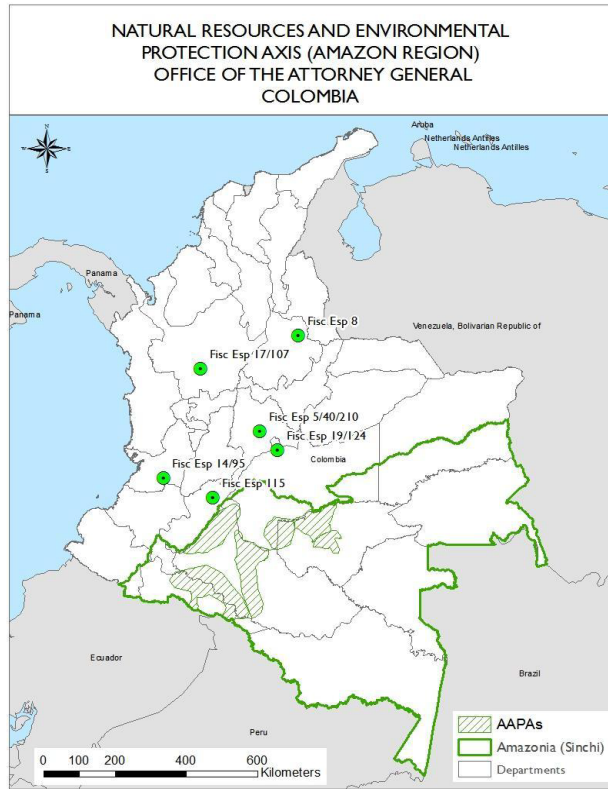 NATURAL RESOURCES AND ENVIRONMENTAL
PROTECTION AXIS (AMAZON REGION)
OFFICE OF THE ATTORNEY GENERAL
COLOMBIA
N
W
E
S
Aruba
Netherlands Antilles
Netherlands Antilles
Panama
Panama
Fisc Esp 8
Venezuela, Bolivarian Republic of
Fisc Esp 17/107
Fisc Esp 5/40/210
Fisc Esp 19/124
Colombia
Fisc Esp 14/95
Fisc Esp 115
Ecuador
Brazil
Peru
AAPAs
Amazonia (Sinchi)
Departments
0 100 200 400 600
Kilometers